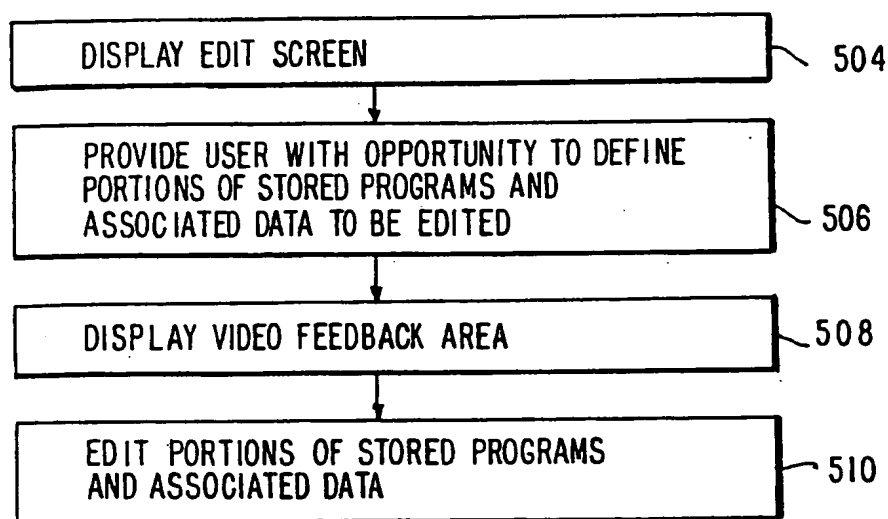 DISPLAY EDIT SCREEN
504
PROVIDE USER WITH OPPORTUNITY TO DEFINE
PORTIONS OF STORED PROGRAMS AND
ASSOCIATED DATA TO BE EDITED
506
DISPLAY VIDEO FEEDBACK AREA
508
EDIT PORTIONS OF STORED PROGRAMS
AND ASSOCIATED DATA
510